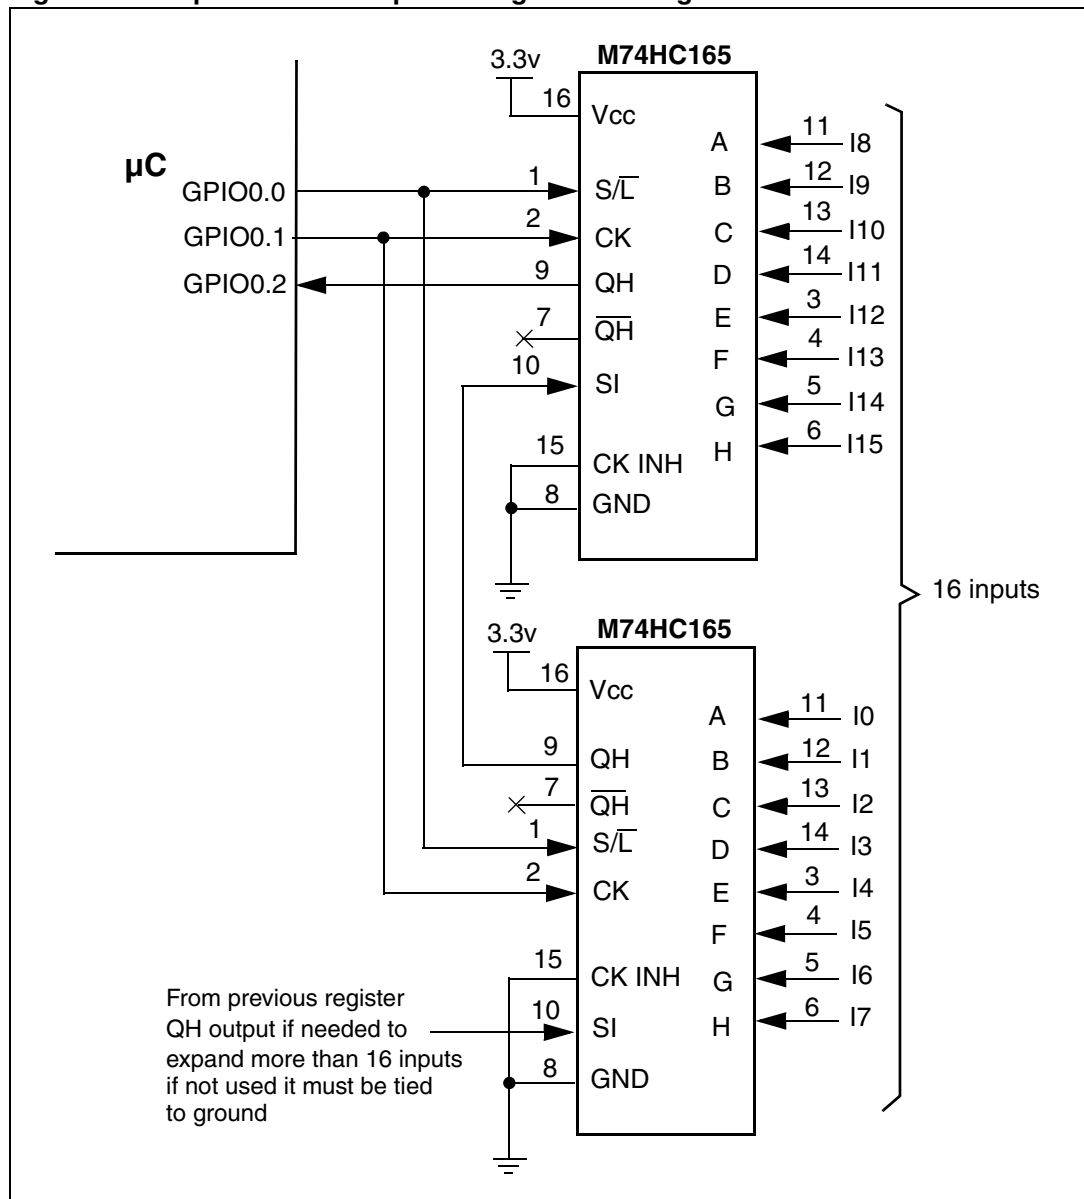 M74HC165
3.3v
16
Vcc
µC
GPIO0.0
GPIO0.1
GPIO0.2
1
S/L̅
2
CK
9
QH
7
Q̅H̅
10
SI
15
CK INH
8
GND
A
11
I8
B
12
I9
C
13
I10
D
14
I11
E
3
I12
F
4
I13
G
5
I14
H
6
I15
16 inputs
M74HC165
3.3v
16
Vcc
9
QH
7
Q̅H̅
1
S/L̅
2
CK
15
CK INH
10
SI
8
GND
A
11
I0
B
12
I1
C
13
I2
D
14
I3
E
3
I4
F
4
I5
G
5
I6
H
6
I7
From previous register
QH output if needed to
expand more than 16 inputs
if not used it must be tied
to ground